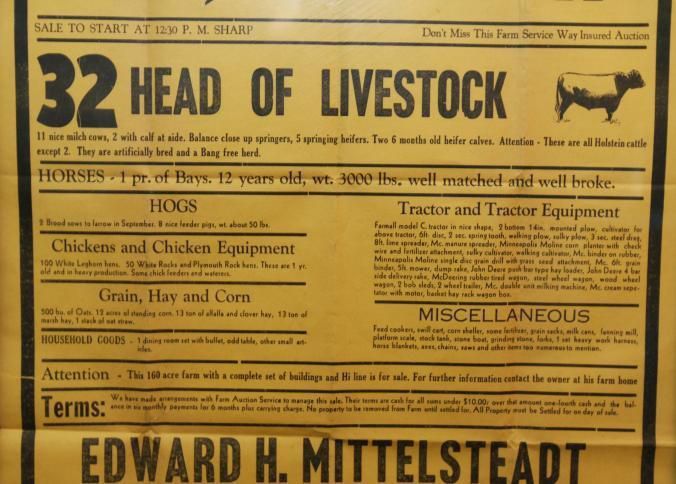 SALE TO START AT 12:30 P. M. SHARP
Don't Miss This Farm Service Way Insured Auction
32 HEAD OF LIVESTOCK
11 nice milch cows, 2 with calf at aide. Balance close up springers, 5 springing heifers. Two 6 months old heifer calves. Attention - These are all Holstein cattle
except 2. They are artificially bred and a Bang free herd.
HORSES - 1 pr. of Bays. 12 years old, wt. 3000 lbs. well matched and well broke.
HOGS
2 Brood sows to farrow in September. 8 nice feeder pigs, wt. about 50 lbs.
Chickens and Chicken Equipment
100 White Leghorn hens. 50 White Rocks and Plymouth Rock hens. These are 1 yr.
old and in heavy production. Some chick feeders and waterers.
Grain, Hay and Corn
500 bu. of Oats. 12 acres of standing corn. 13 ton of alfalfa and clover hay, 13 ton of
marsh hay, 1 stack of oat straw.
HOUSEHOLD GOODS - 1 dining room set with buffet, odd table, other small art-
icles.
Tractor and Tractor Equipment
Farmall model C. tractor in nice shape, 2 bottom 14in. mounted plow, cultivator for
above tractor, 6ft. disc, 2 sec. spring tooth, walking plow, sulky plow, 3 sec. steel drag,
8ft. lime spreader, Mc. manure spreader, Minneapolis Moline corn planter with check
wire and fertilizer attachment, sulky cultivator, walking cultivator, Mc. binder on rubber,
Minneapolis Moline single disc grain drill with grass seed attachment, Mc. 6ft. grain
binder, 5ft. mower, dump rake, John Deere push bar type hay loader, John Deere 4 bar
side delivery rake, McDeering rubber tired wagon, steel wheel wagon, wood wheel
wagon, 2 bob sleds, 2 wheel trailer, Mc. double unit milking machine, Mc. cream sepe-
tator with motor, basket hay rack wagon box.
MISCELLANEOUS
Feed cookers, swill cart, corn sheller, some fertilizer, grain sacks, milk cans, fanning mill,
platform scale, stock tank, stone boat, grinding stone, forks, 1 set heavy work harness,
horse blankets, axes, chains, saws and other items too numerous to mention.
Attention - This 160 acre farm with a complete set of buildings and Hi line is for sale. For further information contact the owner at his farm home
Terms: We have made arrangements with Farm Auction Service to manage this sale. Their terms are cash for all sums under $10.00; over that amount one-fourth cash and the bal-
ance in six monthly payments for 6 months plus carrying charge. No property to be removed from Farm until settled for. All Property must be Settled for on day of sale.
EDWARD H. MITTELSTEADT